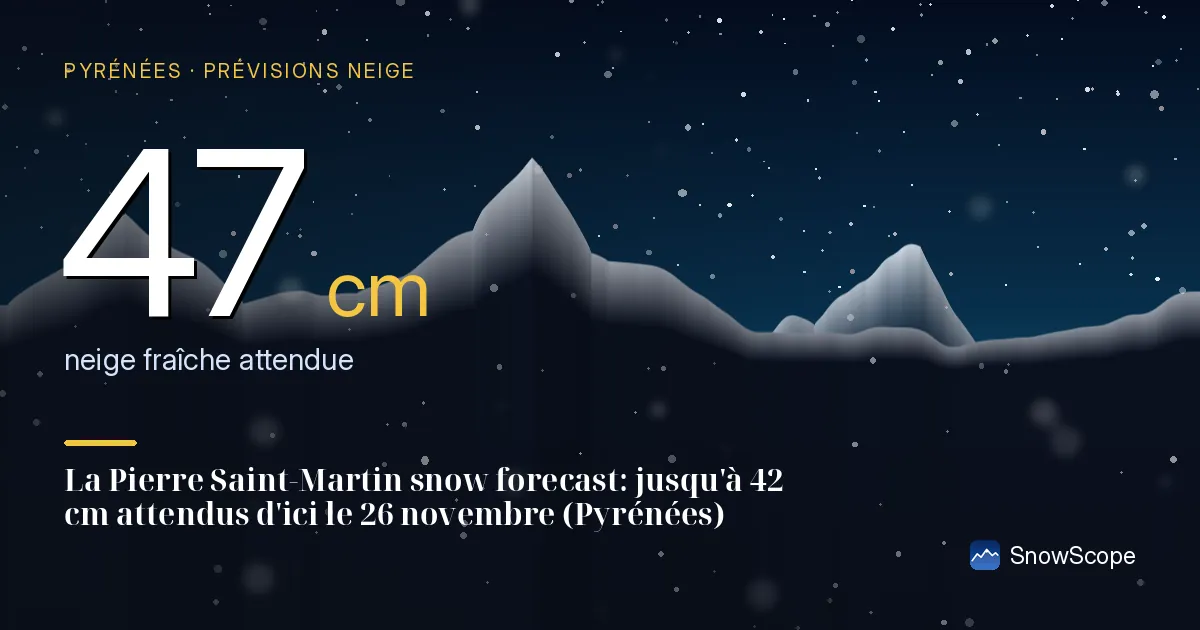 PYRÉNÉES · PRÉVISIONS NEIGE
47 cm
neige fraîche attendue
La Pierre Saint-Martin snow forecast: jusqu'à 42
cm attendus d'ici le 26 novembre (Pyrénées)
SnowScope